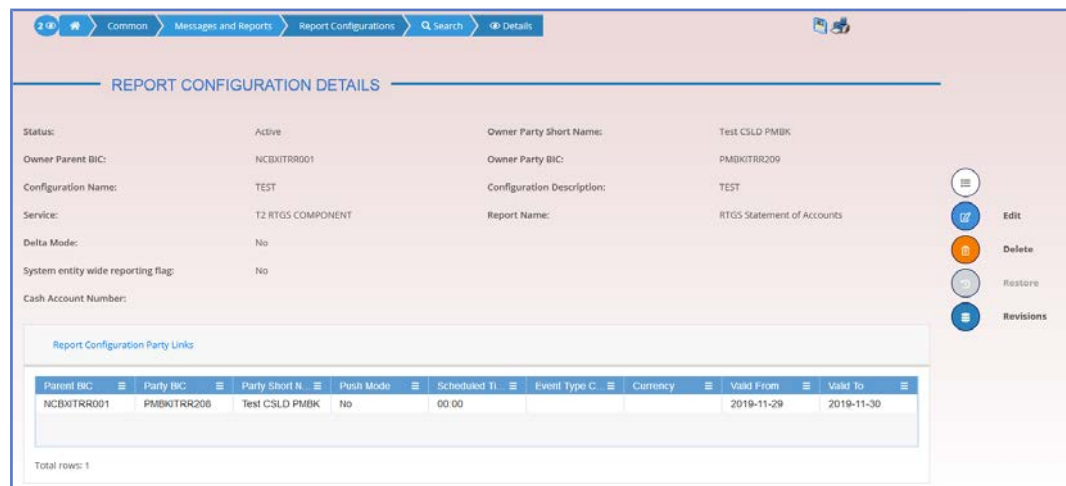 2 Common Messages and Reports Report Configurations Search Details
REPORT CONFIGURATION DETAILS
Status: Active Owner Party Short Name: Test CSLD PMBK
Owner Parent BIC: NCBXITRR001 Owner Party BIC: PMBKITRR209
Configuration Name: TEST Configuration Description: TEST
Service: T2 RTGS COMPONENT Report Name: RTGS Statement of Accounts
Edit
Delta Mode: No
Delete
System entity wide reporting flag: No
Restore
Cash Account Number:
Revisions
Report Configuration Party Links
Parent BIC Party BIC Party Short N... Push Mode Scheduled Ti... Event Type C... Currency Valid From Valid To
NCBXITRR001 PMBKITRR206 Test CSLD PMBK No 00:00 2019-11-29 2019-11-30
Total rows: 1